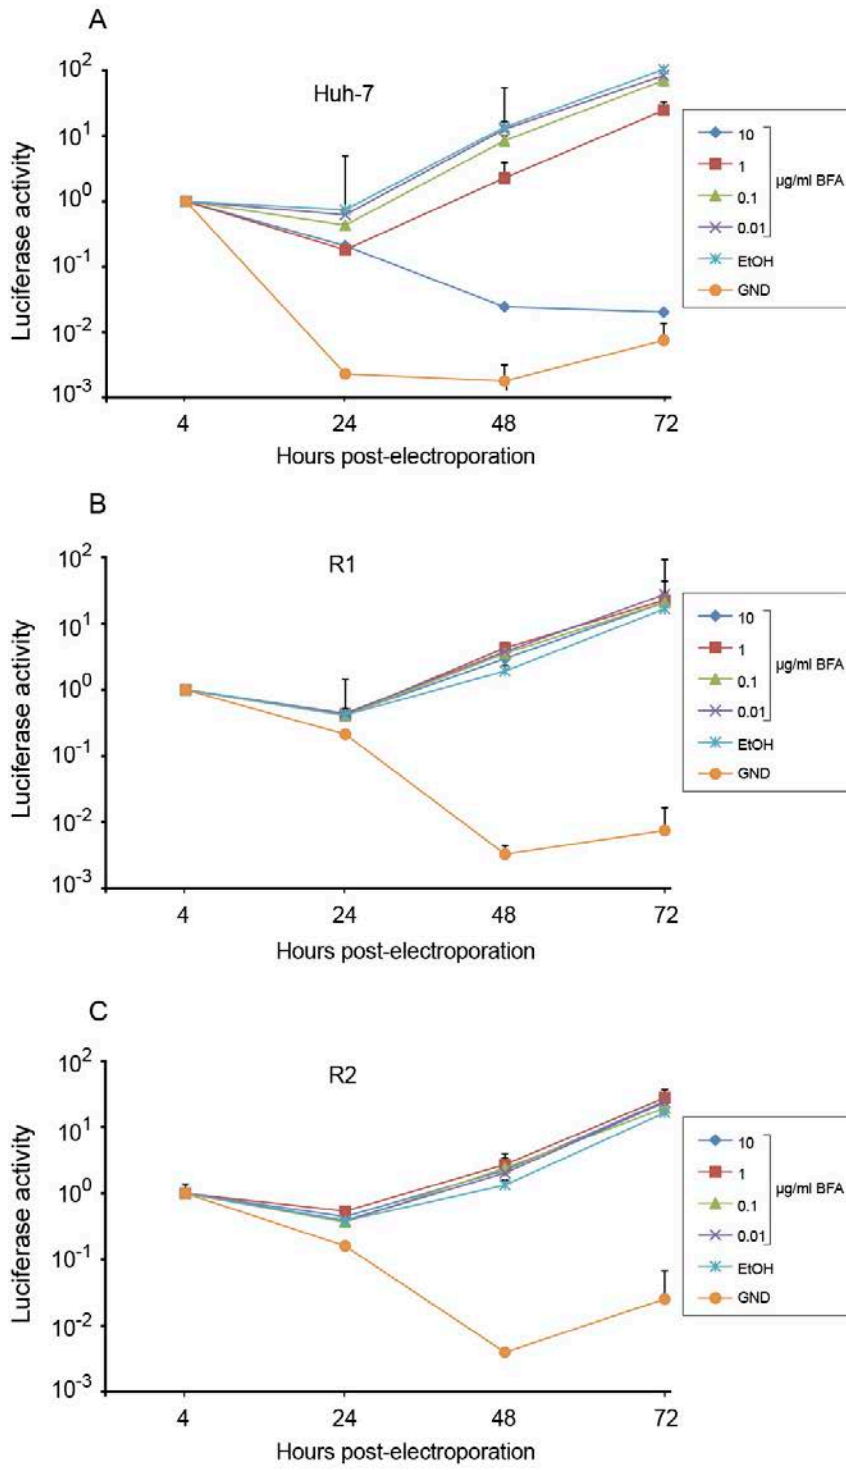 A
Huh-7
Luciferase activity
10²
10¹
10⁰
10⁻¹
10⁻²
10⁻³
4 24 48 72
Hours post-electroporation
10
1
0.1
0.01
µg/ml BFA
EtOH
GND
B
R1
Luciferase activity
10²
10¹
10⁰
10⁻¹
10⁻²
10⁻³
4 24 48 72
Hours post-electroporation
10
1
0.1
0.01
µg/ml BFA
EtOH
GND
C
R2
Luciferase activity
10²
10¹
10⁰
10⁻¹
10⁻²
10⁻³
4 24 48 72
Hours post-electroporation
10
1
0.1
0.01
µg/ml BFA
EtOH
GND